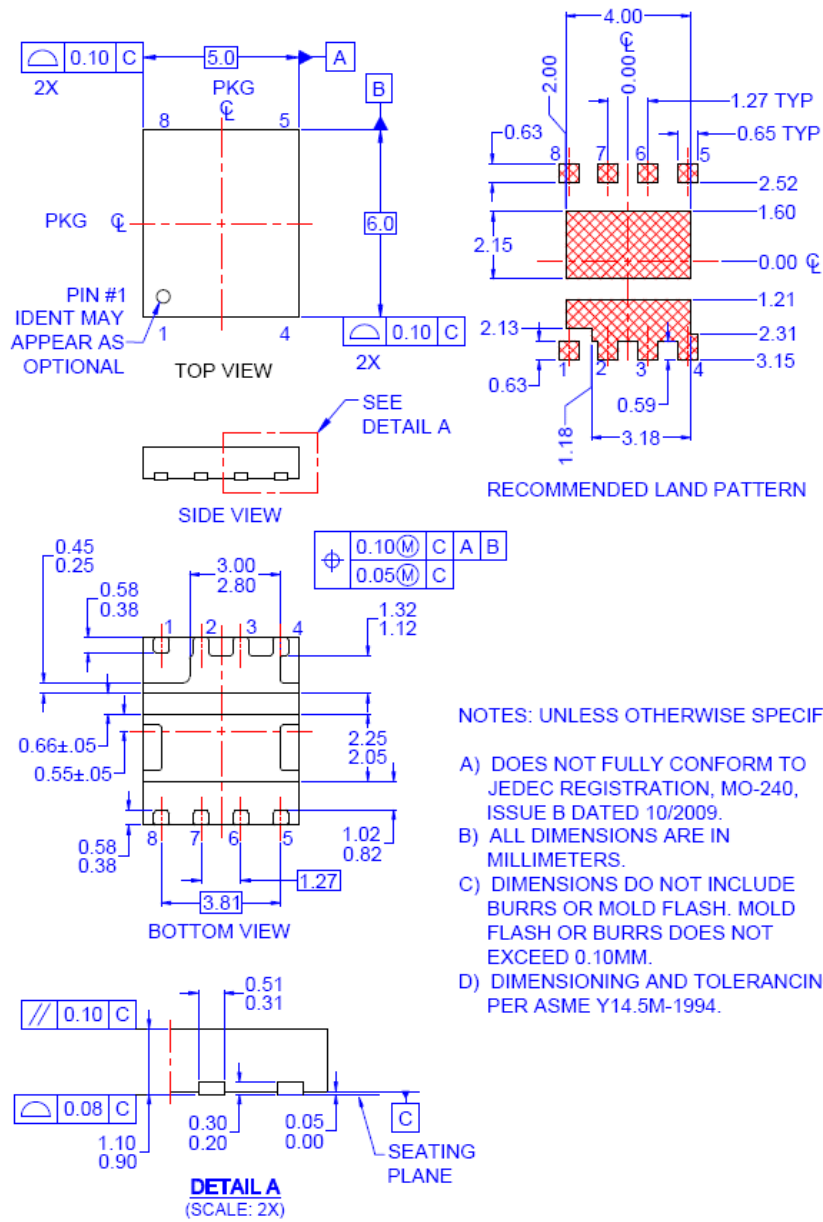 0.10 C
2X
5.0
A
PKG
℄
B
8
5
PKG ℄
6.0
PIN #1
IDENT MAY
APPEAR AS
OPTIONAL
1
4
0.10 C
2X
TOP VIEW
4.00
℄
0.00
2.00
1.27 TYP
0.65 TYP
0.63
8
7
6
5
2.52
1.60
2.15
0.00 ℄
1.21
2.13
2.31
3.15
0.63
1
2
3
4
0.59
1.18
3.18
RECOMMENDED LAND PATTERN
SEE
DETAIL A
SIDE VIEW
⌖ 0.10Ⓜ C A B
0.05Ⓜ C
0.45
0.25
3.00
2.80
0.58
0.38
1.32
1.12
1
2
3
4
0.66±.05
0.55±.05
2.25
2.05
0.58
0.38
8
7
6
5
1.02
0.82
1.27
3.81
BOTTOM VIEW
NOTES: UNLESS OTHERWISE SPECIF
A) DOES NOT FULLY CONFORM TO
JEDEC REGISTRATION, MO-240,
ISSUE B DATED 10/2009.
B) ALL DIMENSIONS ARE IN
MILLIMETERS.
C) DIMENSIONS DO NOT INCLUDE
BURRS OR MOLD FLASH. MOLD
FLASH OR BURRS DOES NOT
EXCEED 0.10MM.
D) DIMENSIONING AND TOLERANCIN
PER ASME Y14.5M-1994.
0.51
0.31
// 0.10 C
0.08 C
1.10
0.90
0.30
0.20
0.05
0.00
C
SEATING
PLANE
DETAIL A
(SCALE: 2X)